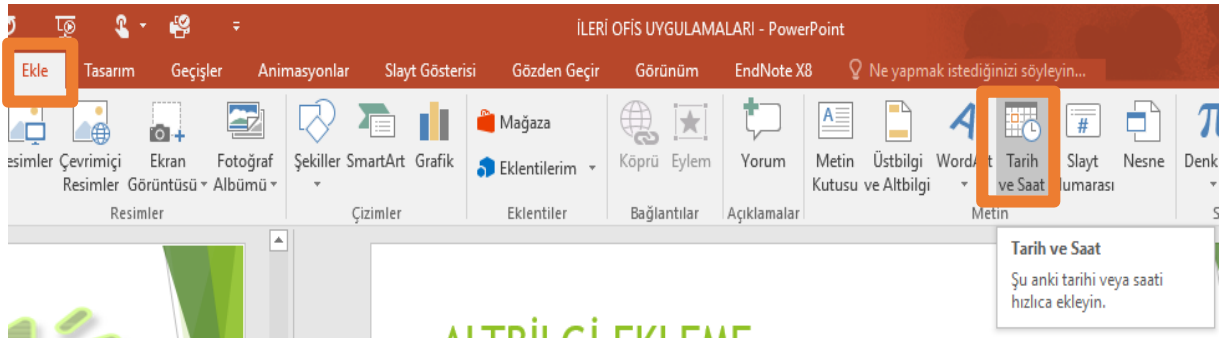 İLERİ OFİS UYGULAMALARI - PowerPoint
Ekle Tasarım Geçişler Animasyonlar Slayt Gösterisi Gözden Geçir Görünüm EndNote X8 Ne yapmak istediğinizi söyleyin...
Çevrimiçi Resimler
Ekran Görüntüsü
Fotoğraf Albümü
Şekiller
SmartArt
Grafik
Mağaza
Eklentilerim
Köprü
Eylem
Yorum
Metin Kutusu
Üstbilgi ve Altbilgi
Tarih ve Saat
Slayt
Nesne
Resimler Çizimler Eklentiler Bağlantılar Açıklamalar Metin
Tarih ve Saat
Şu anki tarihi veya saati
hızlıca ekleyin.
ALTBİLGİ EKLEME